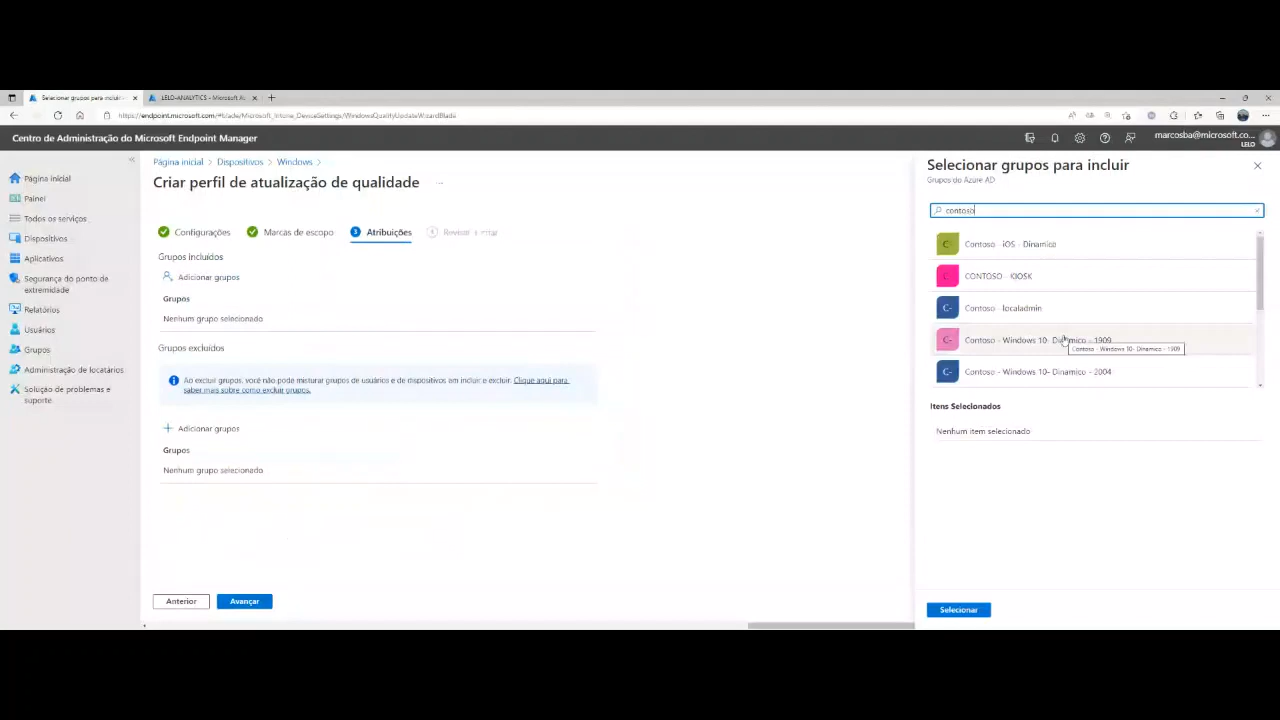 Selecionar grupos para incluir -
LELO-ANALYTICS - Microsoft Az
https://endpoint.microsoft.com/#blade/Microsoft_Intune_DeviceSettings/WindowsQualityUpdateWizardBlade
Centro de Administração do Microsoft Endpoint Manager
marcosba@microsoft.co...
LELO
Página inicial
Painel
Todos os serviços
Dispositivos
Aplicativos
Segurança do ponto de
extremidade
Relatórios
Usuários
Grupos
Administração de locatários
Solução de problemas e
suporte
Página inicial > Dispositivos > Windows >
Criar perfil de atualização de qualidade ...
Configurações
Marcas de escopo
3 Atribuições
4 Revisar + criar
Grupos incluídos
Adicionar grupos
Grupos
Nenhum grupo selecionado
Grupos excluídos
Ao excluir grupos, você não pode misturar grupos de usuários e de dispositivos em incluir e excluir. Clique aqui para
saber mais sobre como excluir grupos.
Adicionar grupos
Grupos
Nenhum grupo selecionado
Anterior
Avançar
Selecionar grupos para incluir
Grupos do Azure AD
contoso
C- Contoso - iOS - Dinamica
C- CONTOSO - KIOSK
C- Contoso - localadmin
C- Contoso - Windows 10- Dinamico - 1909
Contoso - Windows 10- Dinamico - 1909
C- Contoso - Windows 10- Dinamico - 2004
Itens Selecionados
Nenhum item selecionado
Selecionar